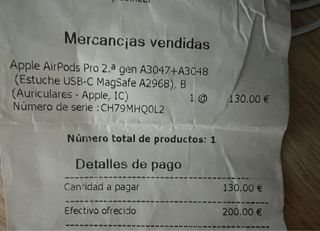 Mercancías vendidas
Apple AirPods Pro 2.ª gen A3047+A3048
(Estuche USB-C MagSafe A2968), B
(Auriculares - Apple, IC) 1 @ 130.00 €
Número de serie :CH79MHQ0L2
Número total de productos: 1
Detalles de pago
Cantidad a pagar 130.00 €
Efectivo ofrecido 200.00 €